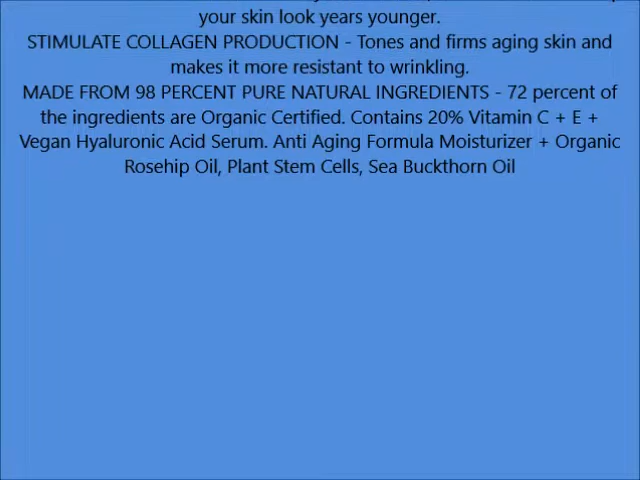 your skin look years younger.
STIMULATE COLLAGEN PRODUCTION - Tones and firms aging skin and
makes it more resistant to wrinkling.
MADE FROM 98 PERCENT PURE NATURAL INGREDIENTS - 72 percent of
the ingredients are Organic Certified. Contains 20% Vitamin C + E +
Vegan Hyaluronic Acid Serum. Anti Aging Formula Moisturizer + Organic
Rosehip Oil, Plant Stem Cells, Sea Buckthorn Oil